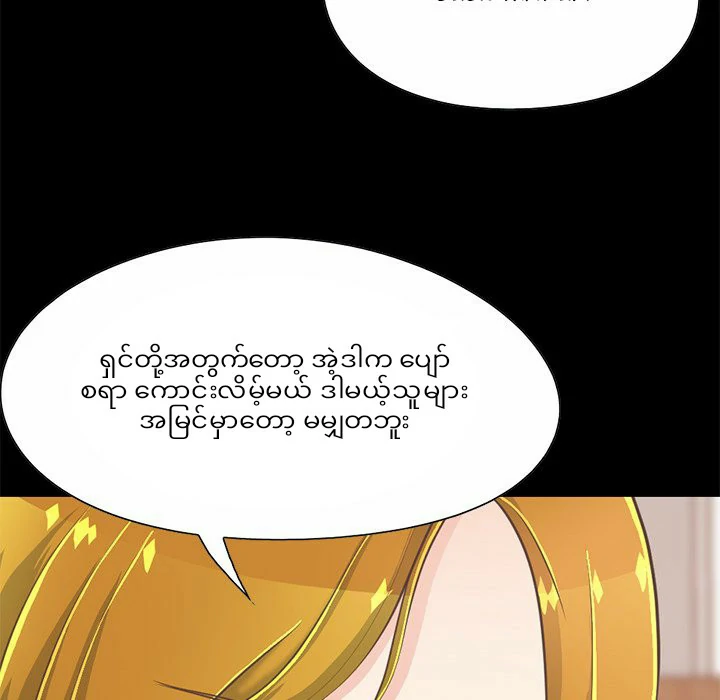 ရှင်တို့အတွက်တော့ အဲ့ဒါက ပျော်
စရာ ကောင်းလိမ့်မယ် ဒါမယ့်သူများ
အမြင်မှာတော့ မမျှတဘူး